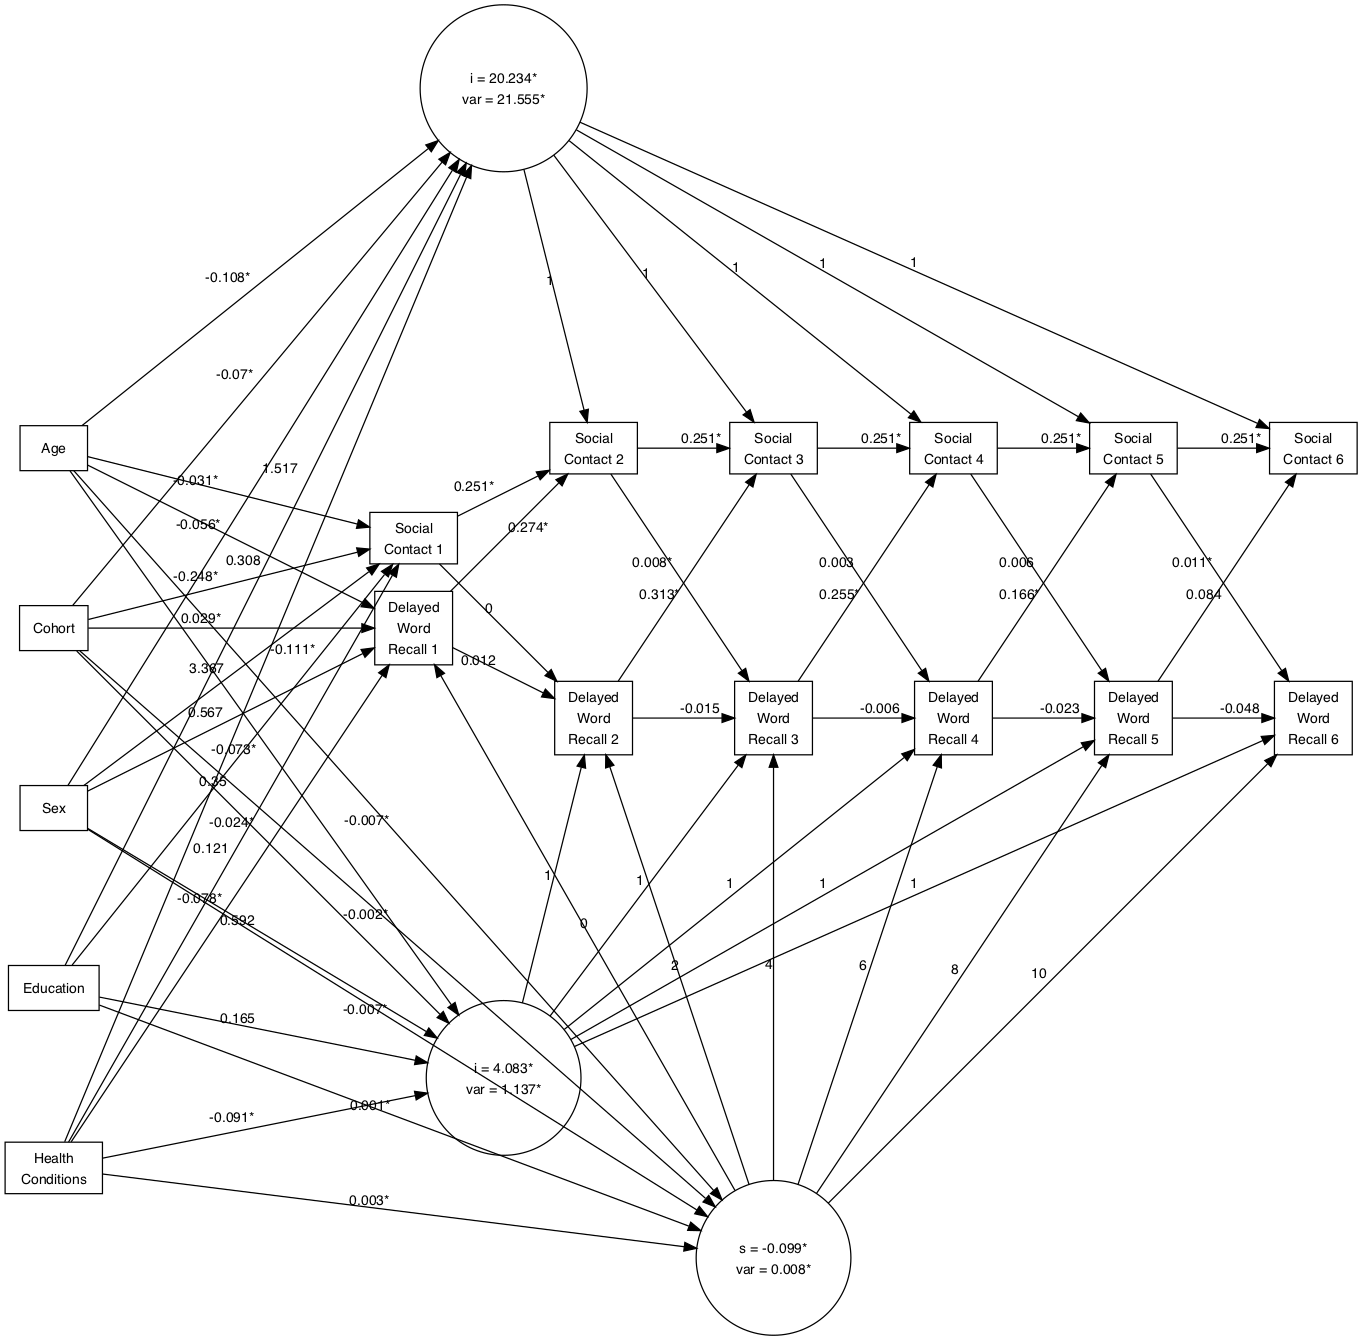 i = 20.234*
var = 21.555*
-0.108*
1
1
1
1
1
-0.07*
Age
Social
Contact 2
Social
Contact 3
Social
Contact 4
Social
Contact 5
Social
Contact 6
0.251*
0.251*
0.251*
0.251*
1.517
-0.031*
0.251*
-0.056*
0.274*
Social
Contact 1
0.308
-0.248*
0.008*
0.003
0.006
0.011*
0.313*
0.255*
0.166*
0.084
0
0.029*
Cohort
Delayed
Word
Recall 1
-0.111*
0.012
3.367
0.567
Delayed
Word
Recall 2
Delayed
Word
Recall 3
Delayed
Word
Recall 4
Delayed
Word
Recall 5
Delayed
Word
Recall 6
-0.015
-0.006
-0.023
-0.048
-0.073*
0.35
Sex
-0.024*
-0.007*
0.121
1
1
1
1
1
-0.078*
0.592
-0.002*
0
2
4
6
8
10
Education
-0.007*
0.165
i = 4.083*
var = 1.137*
0.001*
-0.091*
Health
Conditions
0.003*
s = -0.099*
var = 0.008*